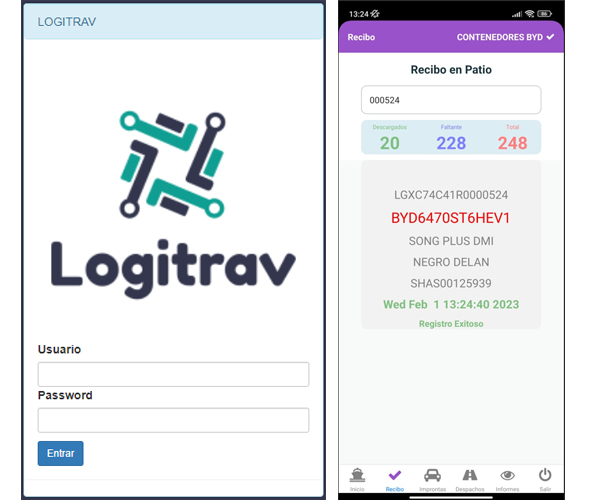 LOGITRAV
Logitrav
Usuario
Password
Entrar
13:24
86
Recibo CONTENEDORES BYD
Recibo en Patio
000524
Descargados Faltante Total
20 228 248
LGXC74C41R0000524
BYD6470ST6HEV1
SONG PLUS DMI
NEGRO DELAN
SHAS00125939
Wed Feb 1 13:24:40 2023
Registro Exitoso
Inicio Recibo Improntas Despachos Informes Salir